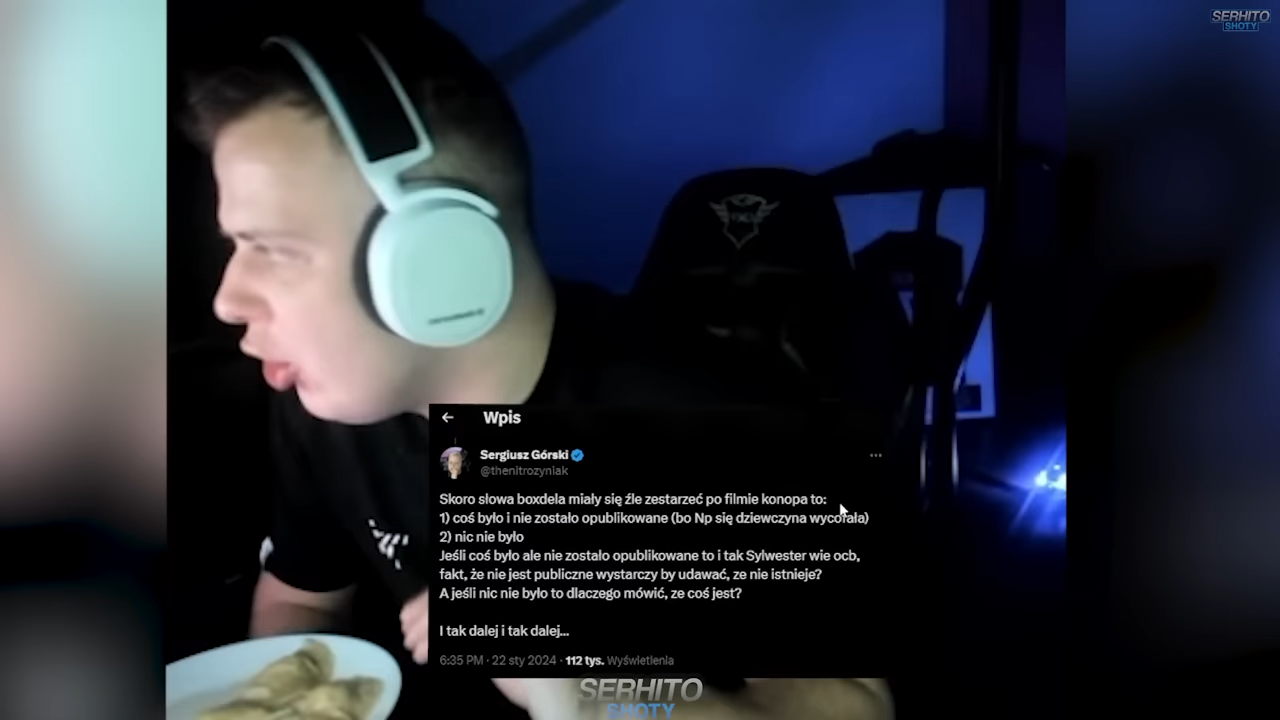 SERHITO
SHOTY
Wpis
Sergiusz Górski
@thenitrozyniak
Skoro słowa boxdela miały się źle zestarzeć po filmie konopa to:
1) coś było i nie zostało opublikowane (bo Np się dziewczyna wycofała)
2) nic nie było
Jeśli coś było ale nie zostało opublikowane to i tak Sylwester wie ocb,
fakt, że nie jest publiczne wystarczy by udawać, ze nie istnieje?
A jeśli nic nie było to dlaczego mówić, ze coś jest?
I tak dalej i tak dalej...
6:35 PM · 22 sty 2024 · 112 tys. Wyświetlenia
SERHITO
SHOTY